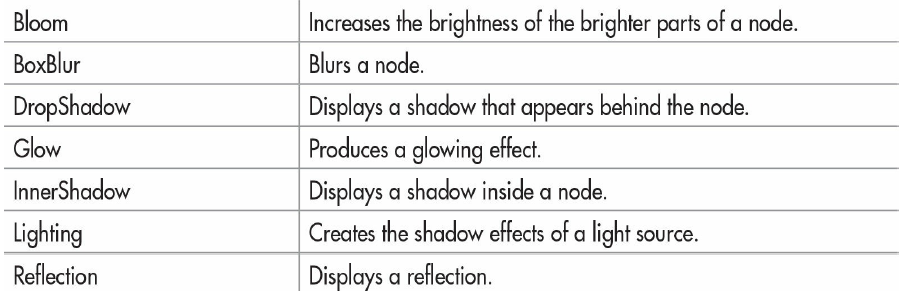 Bloom Increases the brightness of the brighter parts of a node.
BoxBlur Blurs a node.
DropShadow Displays a shadow that appears behind the node.
Glow Produces a glowing effect.
InnerShadow Displays a shadow inside a node.
Lighting Creates the shadow effects of a light source.
Reflection Displays a reflection.